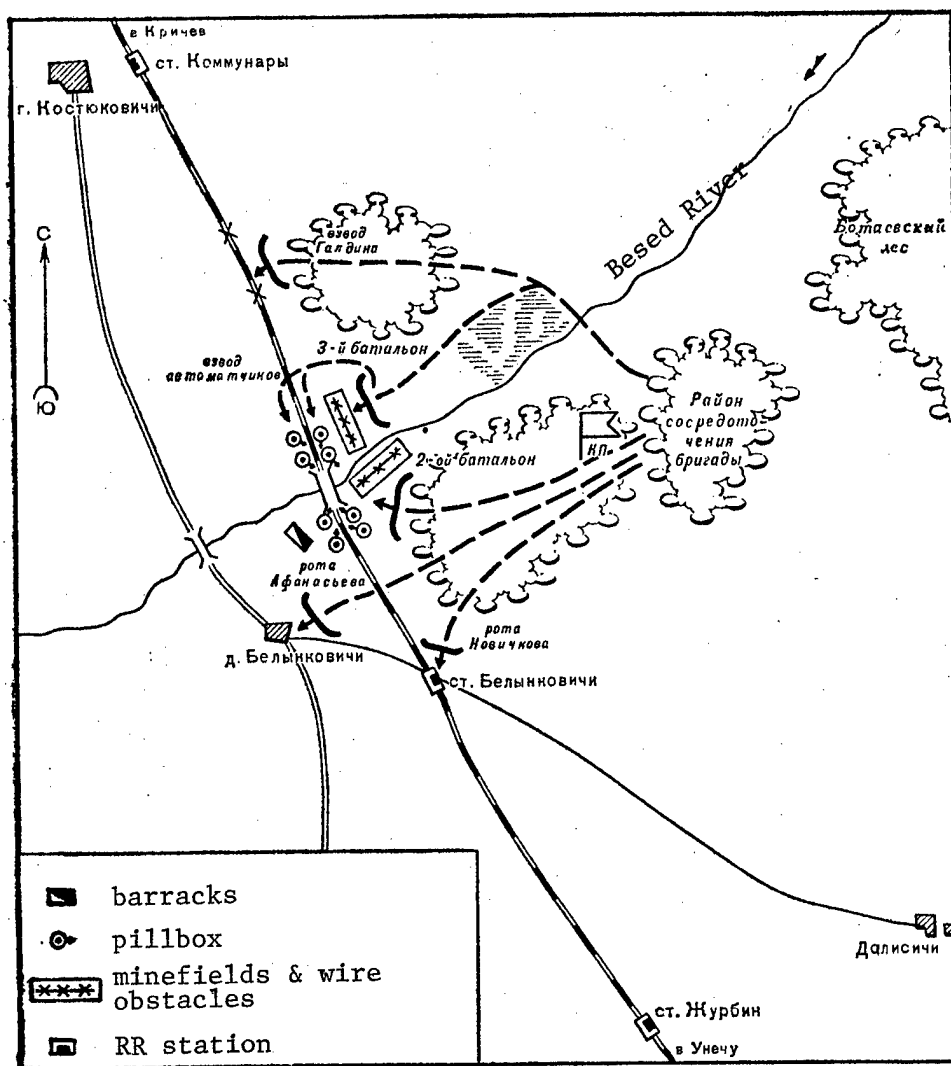 в Кричев
ст. Коммунары
г. Костюковичи
С
Ю
Besed River
взвод
Галдина
Ботаевский
лес
3-й батальон
взвод
автоматчиков
Район
сосредото-
чения
бригады
КП
2-ой батальон
рота
Афанасьева
рота
Новичкова
д. Белынковичи
ст. Белынковичи
Далисичи
ст. Журбин
в Унечу
barracks
pillbox
minefields & wire
obstacles
RR station